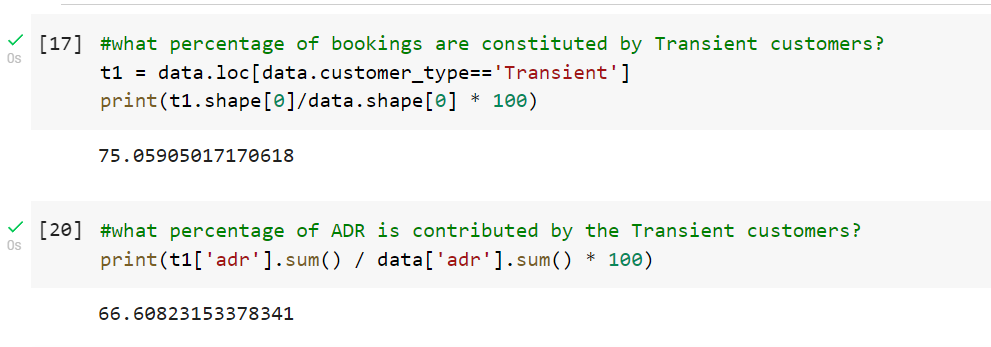 [17] #what percentage of bookings are constituted by Transient customers?
0s t1 = data.loc[data.customer_type=='Transient']
print(t1.shape[0]/data.shape[0] * 100)
75.05905017170618
[20] #what percentage of ADR is contributed by the Transient customers?
0s print(t1['adr'].sum() / data['adr'].sum() * 100)
66.60823153378341